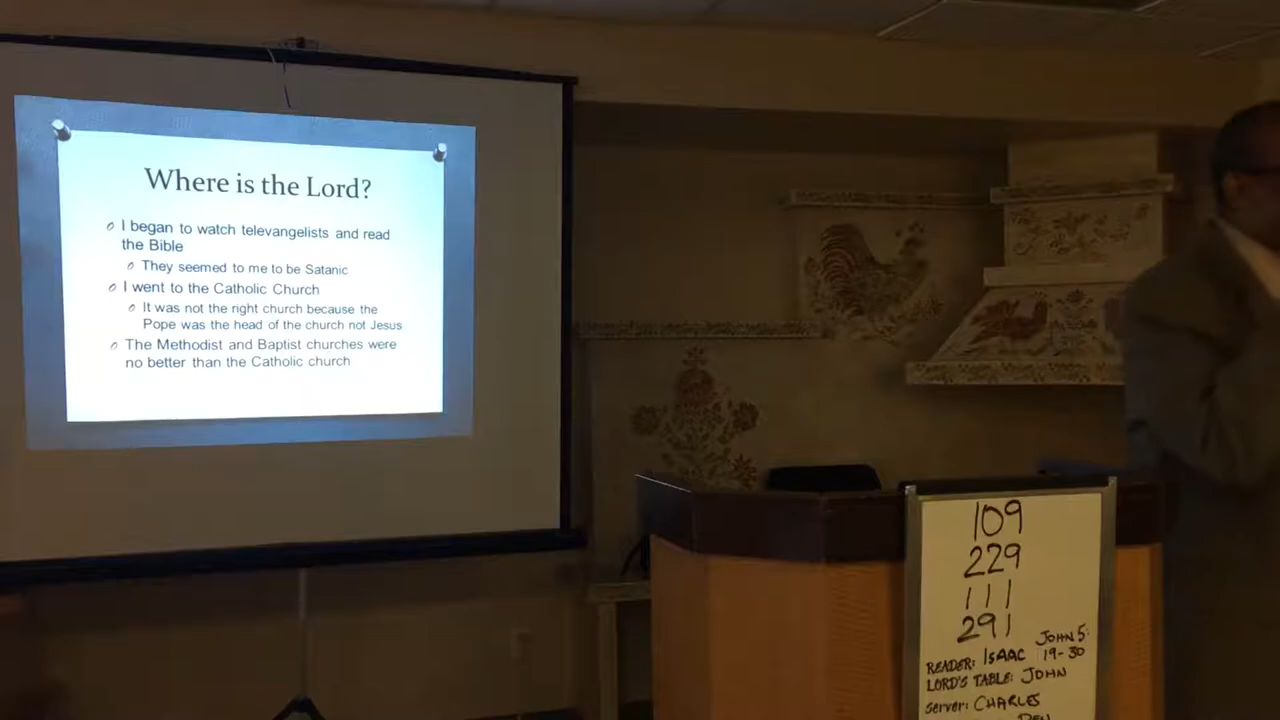 Where is the Lord?
I began to watch televangelists and read
the Bible
They seemed to me to be Satanic
I went to the Catholic Church
It was not the right church because the
Pope was the head of the church not Jesus
The Methodist and Baptist churches were
no better than the Catholic church
109
229
111
291
JOHN 5:
READER: ISAAC 19-30
LORD'S TABLE: JOHN
Server: CHARLES